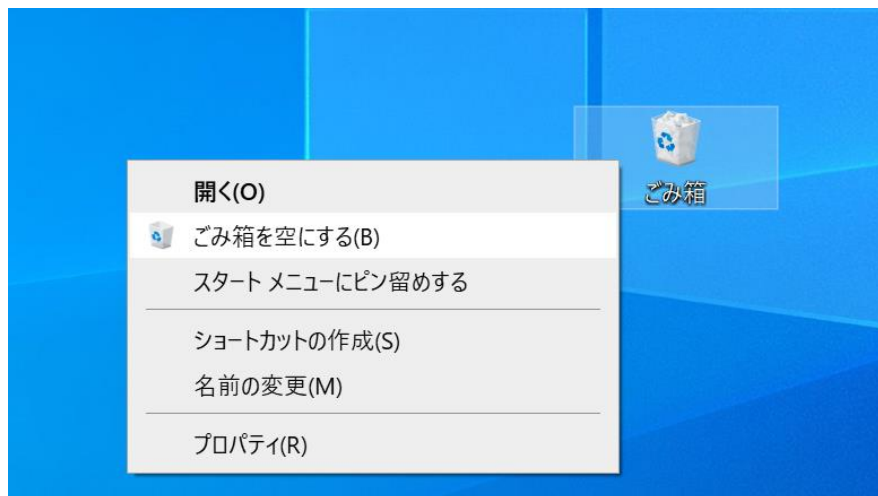 ごみ箱
開く(O)
ごみ箱を空にする(B)
スタート メニューにピン留めする
ショートカットの作成(S)
名前の変更(M)
プロパティ(R)